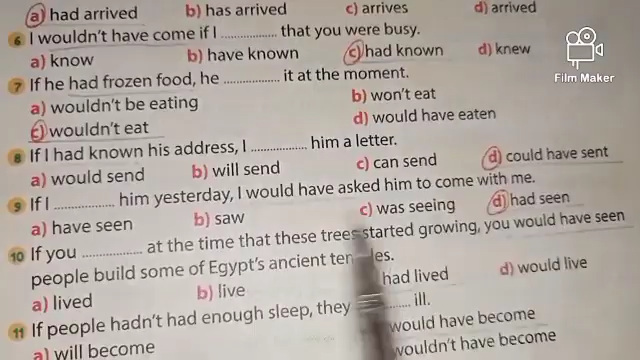 a) had arrived b) has arrived c) arrives d) arrived
6 I wouldn't have come if I .................. that you were busy.
a) know b) have known c) had known d) knew
7 If he had frozen food, he .................. it at the moment.
a) wouldn't be eating b) won't eat
c) wouldn't eat d) would have eaten
8 If I had known his address, I .................. him a letter.
a) would send b) will send c) can send d) could have sent
9 If I .................. him yesterday, I would have asked him to come with me.
a) have seen b) saw c) was seeing d) had seen
10 If you .................. at the time that these trees started growing, you would have seen
people build some of Egypt's ancient
a) lived b) live had lived d) would live
11 If people hadn't had enough sleep, they ........ ill.
a) will become would have become
wouldn't have become
Film Maker